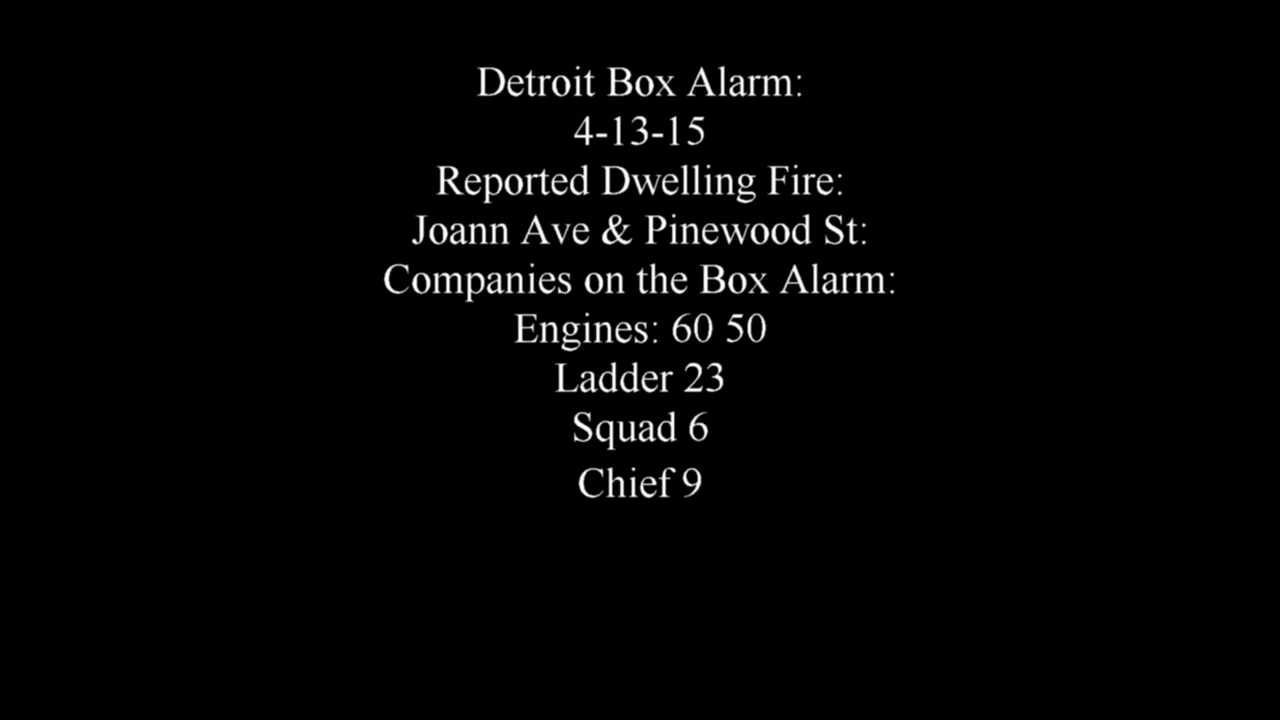 Detroit Box Alarm:
4-13-15
Reported Dwelling Fire:
Joann Ave & Pinewood St:
Companies on the Box Alarm:
Engines: 60 50
Ladder 23
Squad 6
Chief 9